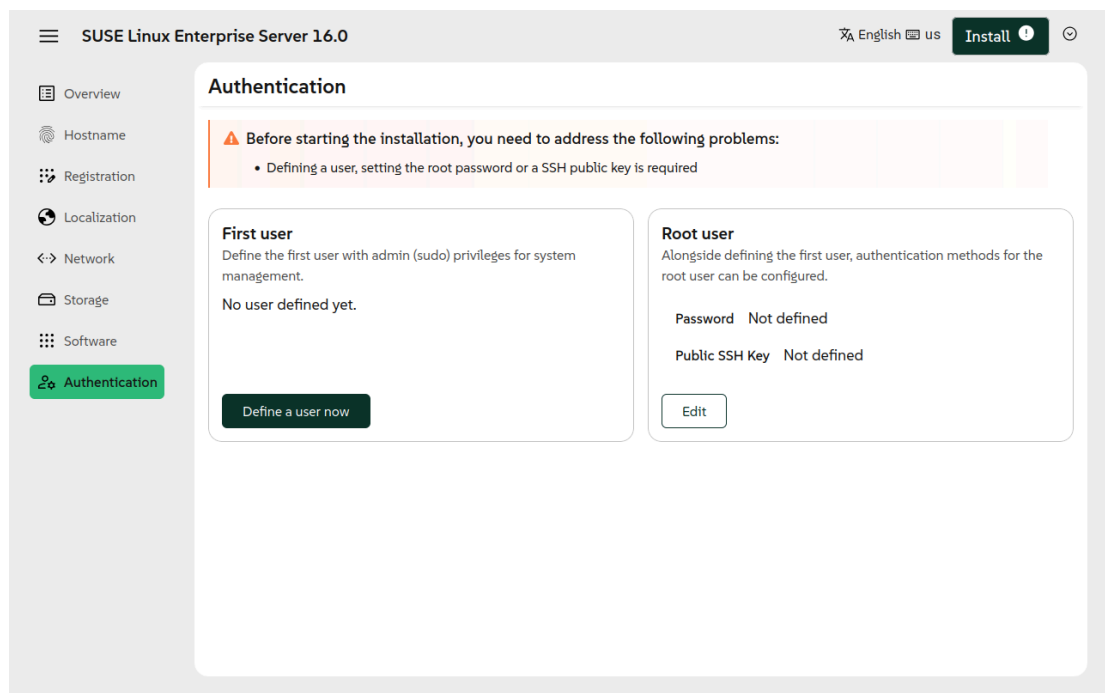 SUSE Linux Enterprise Server 16.0
English us
Install
Overview
Hostname
Registration
Localization
Network
Storage
Software
Authentication
Authentication
Before starting the installation, you need to address the following problems:
• Defining a user, setting the root password or a SSH public key is required
First user
Define the first user with admin (sudo) privileges for system
management.
No user defined yet.
Define a user now
Root user
Alongside defining the first user, authentication methods for the
root user can be configured.
Password Not defined
Public SSH Key Not defined
Edit